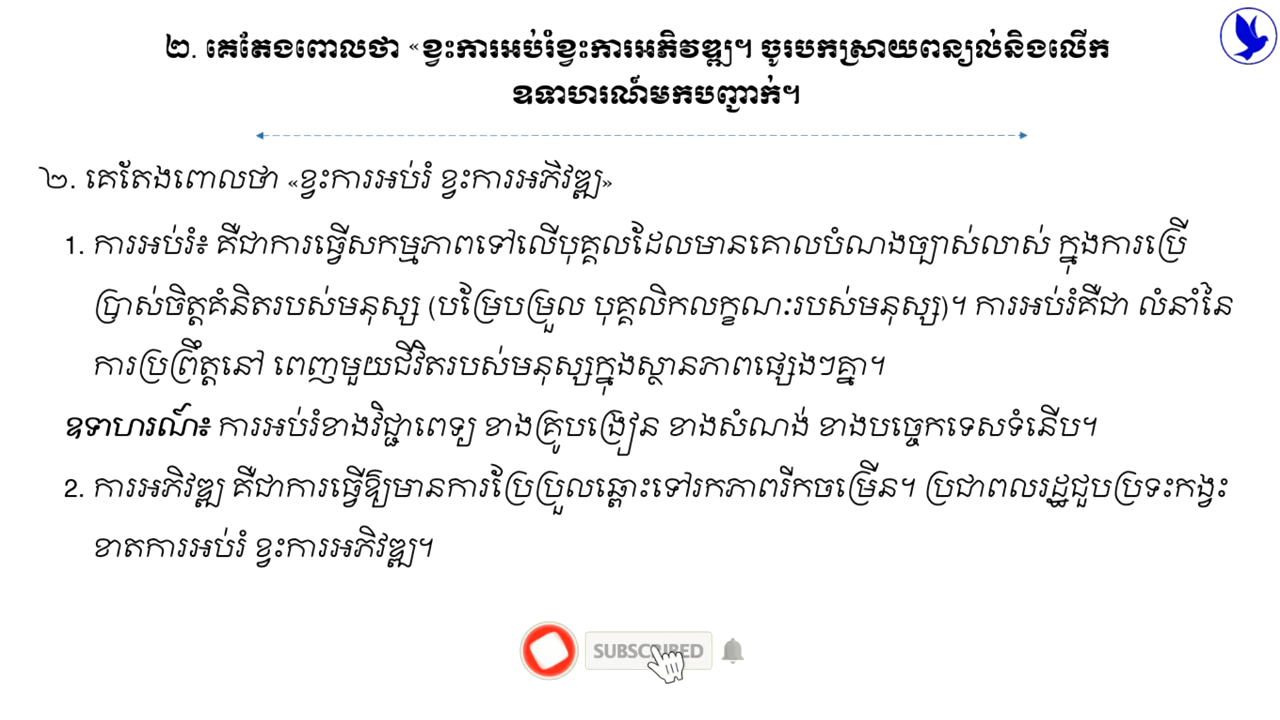 ២. គេតែងពោលថា «ខ្វះការអប់រំខ្វះការអភិវឌ្ឍ។ ចូរបកស្រាយពន្យល់និងលើក
ឧទាហរណ៍មកបញ្ជាក់។
២. គេតែងពោលថា «ខ្វះការអប់រំ ខ្វះការអភិវឌ្ឍ»
1. ការអប់រំ៖ គឺជាការធ្វើសកម្មភាពទៅលើបុគ្គលដែលមានគោលបំណងច្បាស់លាស់ ក្នុងការប្រើ
ប្រាស់ចិត្តគំនិតរបស់មនុស្ស (បម្រែបម្រួល បុគ្គលិកលក្ខណៈរបស់មនុស្ស)។ ការអប់រំគឺជា លំនាំនៃ
ការប្រព្រឹត្តនៅ ពេញមួយជីវិតរបស់មនុស្សក្នុងស្ថានភាពផ្សេងៗគ្នា។
ឧទាហរណ៍៖ ការអប់រំខាងវិជ្ជាពេទ្យ ខាងគ្រូបង្រៀន ខាងសំណង់ ខាងបច្ចេកទេសទំនើប។
2. ការអភិវឌ្ឍ គឺជាការធ្វើឱ្យមានការប្រែប្រួលឆ្ពោះទៅរកភាពរីកចម្រើន។ ប្រជាពលរដ្ឋជួបប្រទះកង្វះ
ខាតការអប់រំ ខ្វះការអភិវឌ្ឍ។
SUBSCRIBED